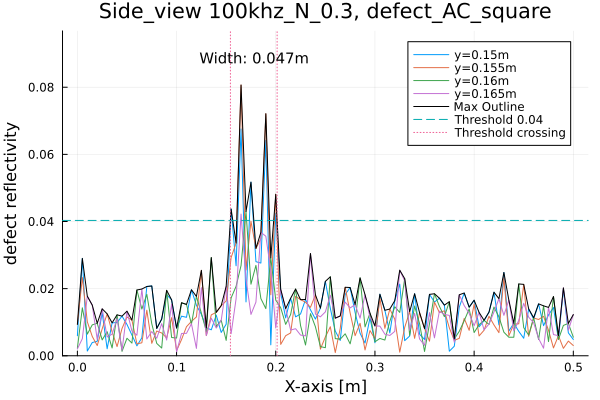 Side_view 100khz_N_0.3, defect_AC_square
Width: 0.047m
y=0.15m
y=0.155m
y=0.16m
y=0.165m
Max Outline
Threshold 0.04
Threshold crossing
defect reflectivity
0.08
0.06
0.04
0.02
0.00
0.0 0.1 0.2 0.3 0.4 0.5
X-axis [m]